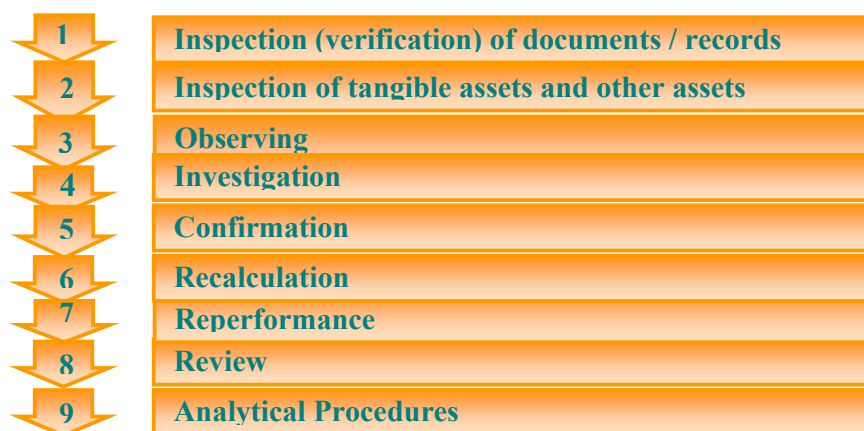 1 Inspection (verification) of documents / records
2 Inspection of tangible assets and other assets
3 Observing
4 Investigation
5 Confirmation
6 Recalculation
7 Reperformance
8 Review
9 Analytical Procedures